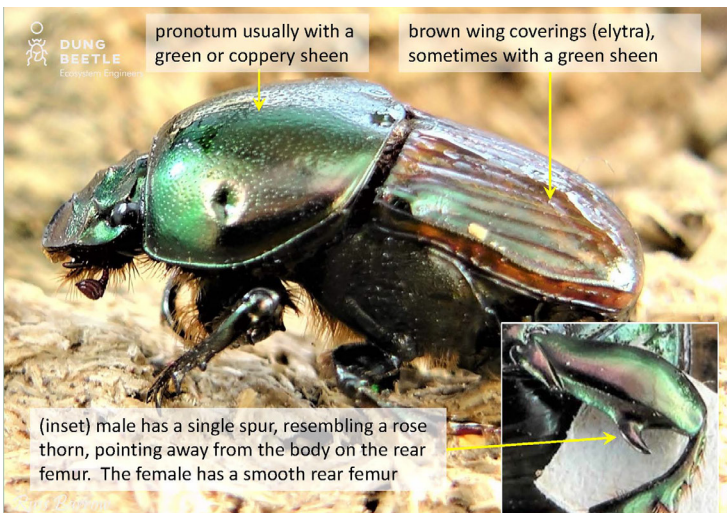 DUNG
BEETLE
Ecosystem Engineers
pronotum usually with a
green or coppery sheen
brown wing coverings (elytra),
sometimes with a green sheen
(inset) male has a single spur, resembling a rose
thorn, pointing away from the body on the rear
femur.  The female has a smooth rear femur